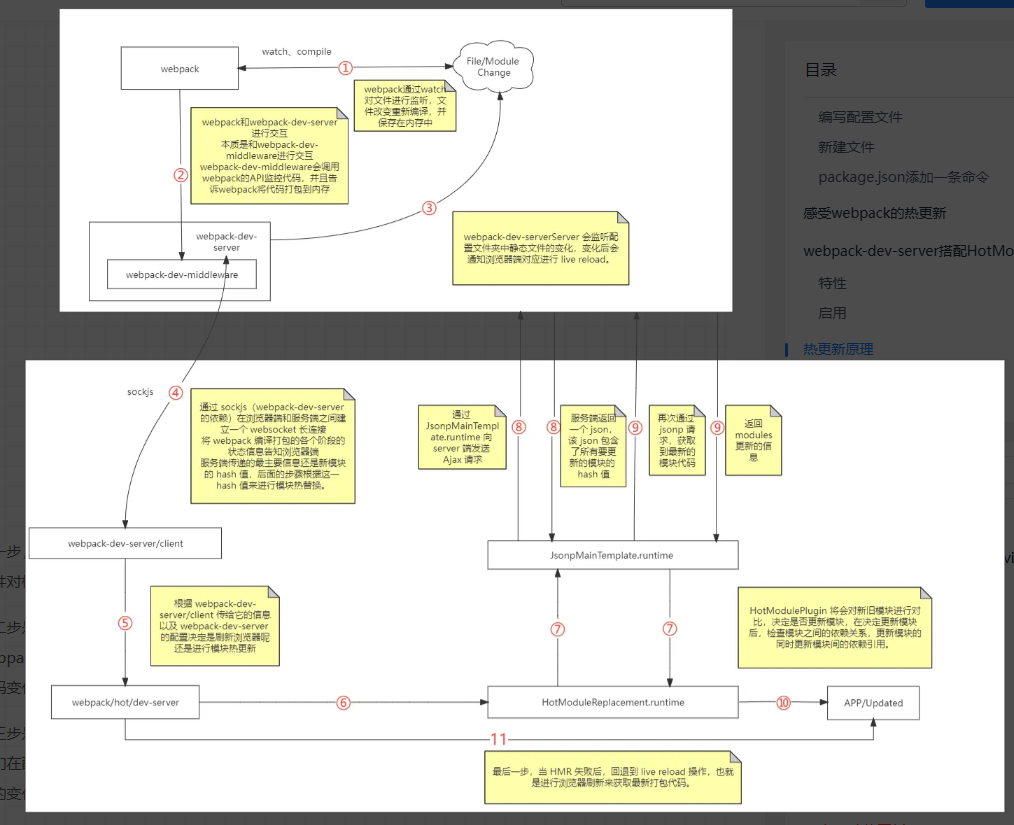 watch、compile
webpack
①
File/Module
Change
webpack通过watch
对文件进行监听，文
件改变重新编译，并
保存在内存中
webpack和webpack-dev-server
进行交互
本质是和webpack-dev-
middleware进行交互
webpack-dev-middleware会调用
webpack的API监控代码，并且告
诉webpack将代码打包到内存
②
③
webpack-dev-
server
webpack-dev-middleware
webpack-dev-serverServer 会监听配
置文件夹中静态文件的变化，变化后会
通知浏览器端对应进行 live reload。
目录
编写配置文件
新建文件
package.json添加一条命令
感受webpack的热更新
webpack-dev-server搭配HotMo
特性
启用
热更新原理
sockjs
④
通过 sockjs（webpack-dev-server
的依赖）在浏览器端和服务端之间建
立一个 websocket 长连接
将 webpack 编译打包的各个阶段的
状态信息告知浏览器端
服务端传递的最主要信息还是新模块
的 hash 值，后面的步骤根据这一
hash 值来进行模块热替换。
通过
JsonpMainTempl
ate.runtime 向
server 端发送
Ajax 请求
⑧
⑧
服务端返回
一个 json，
该 json 包含
了所有要更
新的模块的
hash 值
⑨
再次通过
jsonp 请
求，获取
到最新的
模块代码
⑨
返回
modules
更新的信
息
webpack-dev-server/client
JsonpMainTemplate.runtime
⑤
根据 webpack-dev-
server/client 传给它的信息
以及 webpack-dev-server
的配置决定是刷新浏览器呢
还是进行模块热更新
⑦
⑦
HotModulePlugin 将会对新旧模块进行对
比，决定是否更新模块，在决定更新模块
后，检查模块之间的依赖关系，更新模块的
同时更新模块间的依赖引用。
webpack/hot/dev-server
⑥
HotModuleReplacement.runtime
⑩
APP/Updated
11
最后一步，当 HMR 失败后，回退到 live reload 操作，也就
是进行浏览器刷新来获取最新打包代码。